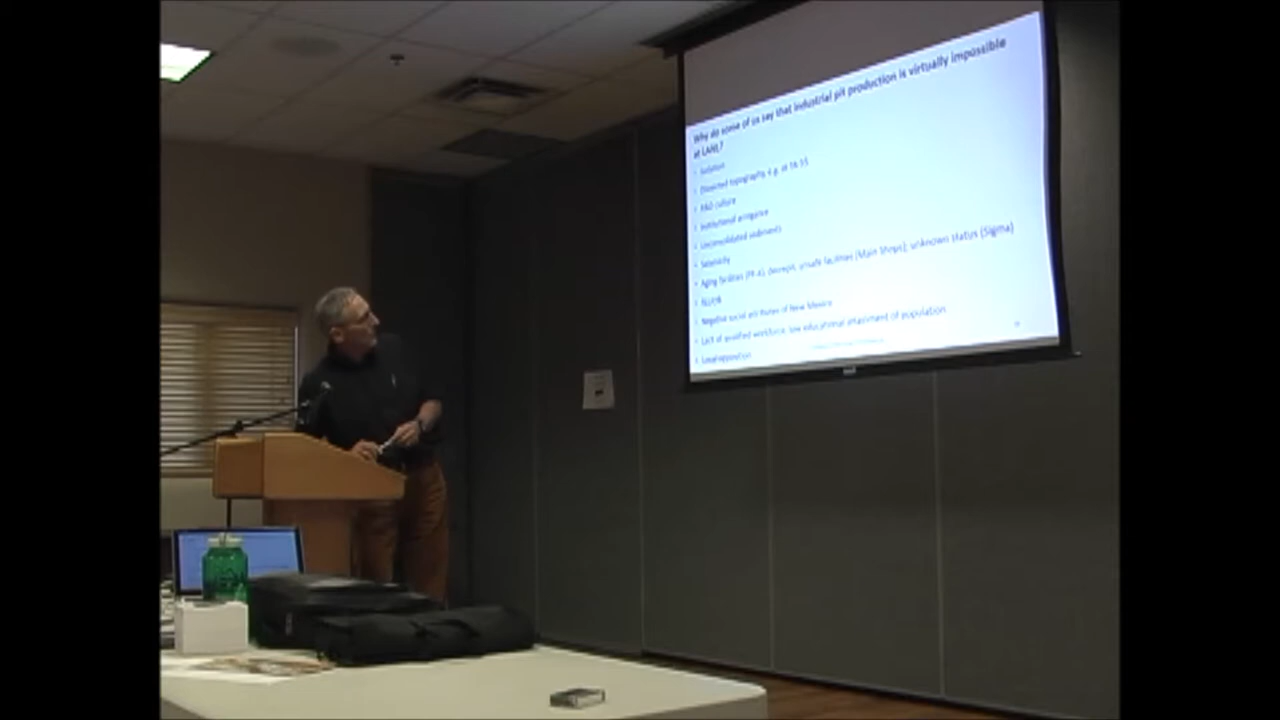 Why do some of us say that industrial pit production is virtually impossible
at LANL?
• Isolation
• Dissected topography, e.g. at TA-55
• R&D culture
• Institutional arrogance
• Unconsolidated sediments
• Seismicity
• Aging facilities (PF-4); decrepit, unsafe facilities (Main Shops); unknown status (Sigma)
• Negative social attributes of New Mexico
• Lack of qualified workforce; low educational attainment of population
• Local opposition